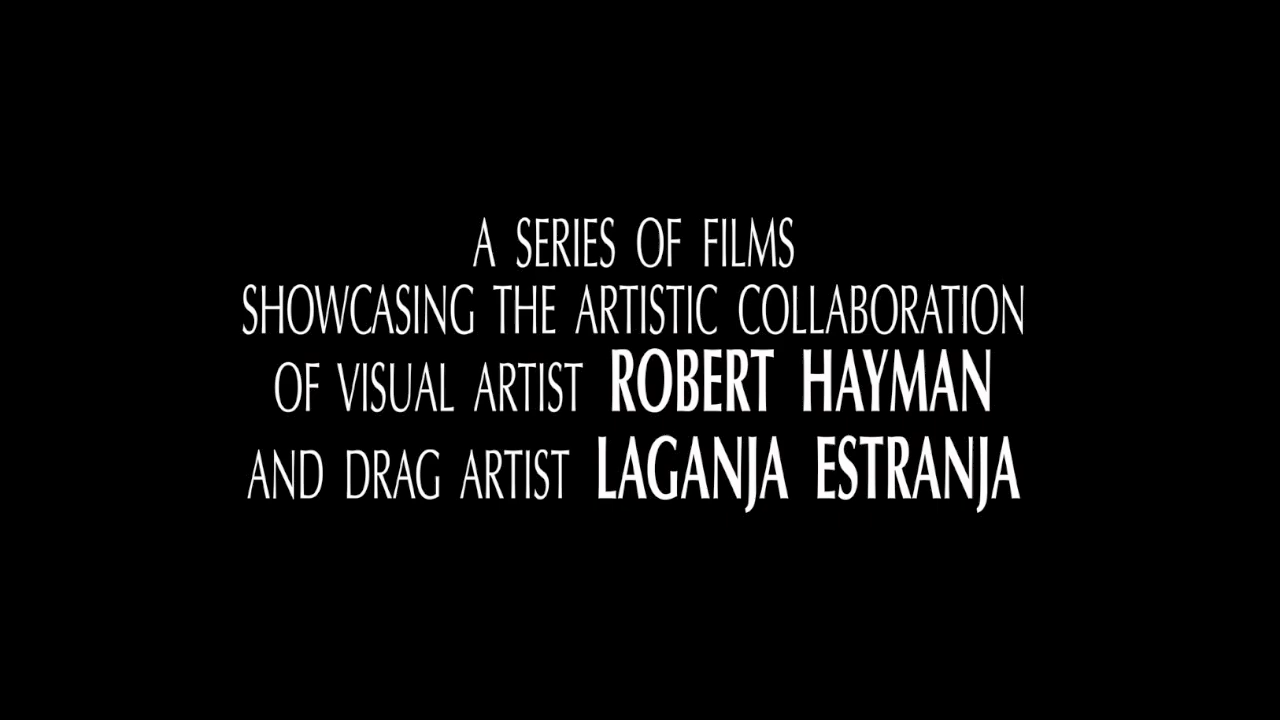 A SERIES OF FILMS
SHOWCASING THE ARTISTIC COLLABORATION
OF VISUAL ARTIST ROBERT HAYMAN
AND DRAG ARTIST LAGANJA ESTRANJA